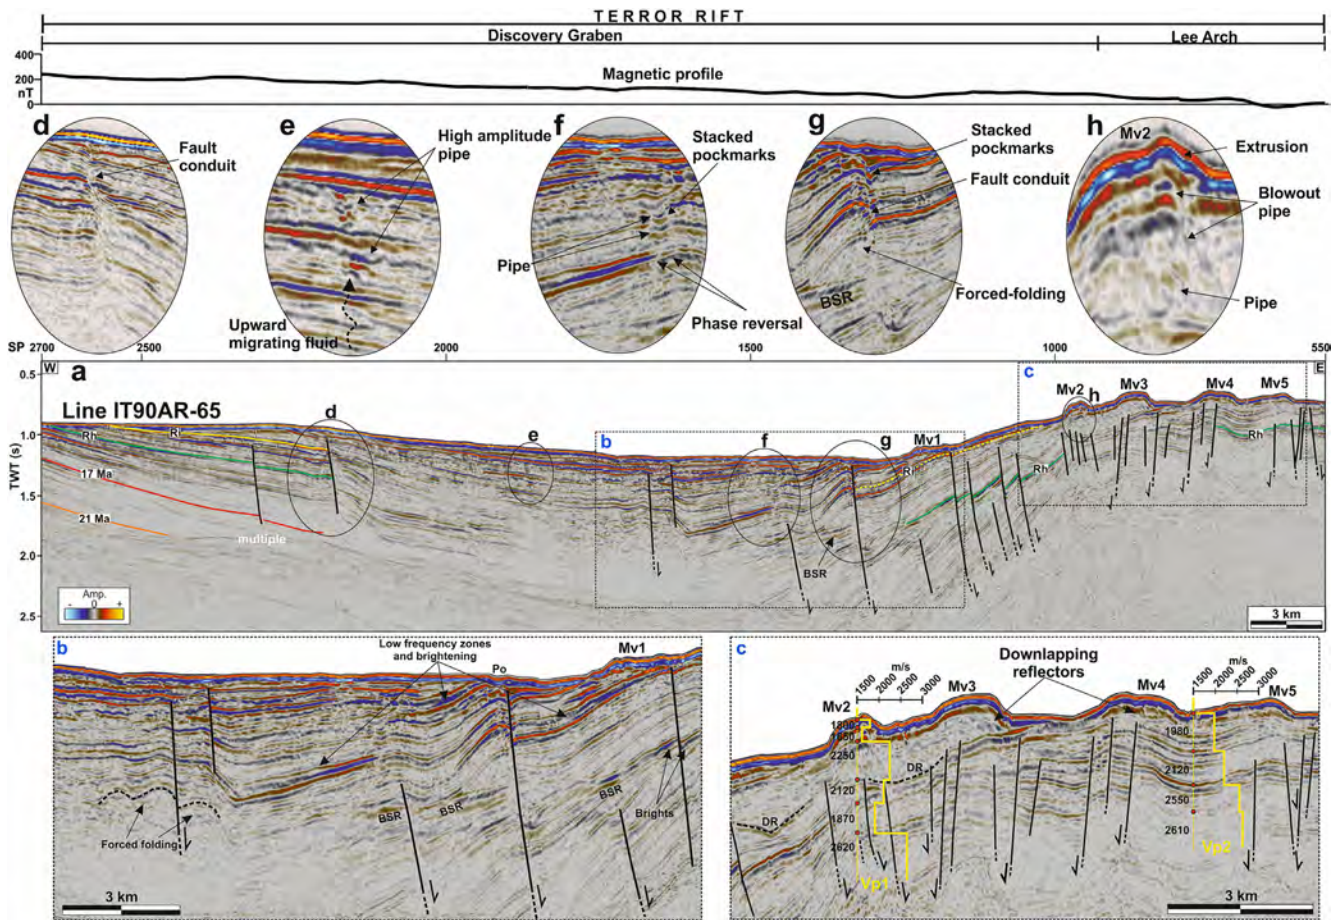 TERROR RIFT
Discovery Graben
Lee Arch
400
200
nT
0
Magnetic profile
d
Fault
conduit
e
High amplitude
pipe
Upward
migrating fluid
f
Stacked
pockmarks
Pipe
Phase reversal
g
Stacked
pockmarks
Fault conduit
Forced-folding
BSR
h
Mv2
Extrusion
Blowout
pipe
Pipe
SP 2700
2500
2000
1500
1000
550
W
a
E
Line IT90AR-65
TWT (s)
0.5
1.0
1.5
2.0
2.5
Rh
Ri
17 Ma
21 Ma
multiple
d
e
b
f
g
BSR
Mv1
Ri
Rh
c
Mv2
h
Mv3
Mv4
Mv5
Rh
Amp.
- 0 +
3 km
b
Low frequency zones
and brightening
Po
Mv1
BSR
BSR
BSR
Brights
Forced folding
3 km
c
Downlapping
reflectors
m/s
1500
2000
2500
3000
m/s
1500
2000
2500
3000
Mv2
Mv3
Mv4
Mv5
DR
DR
2250
2120
1870
2620
Vp1
1980
2120
2550
2610
Vp2
3 km